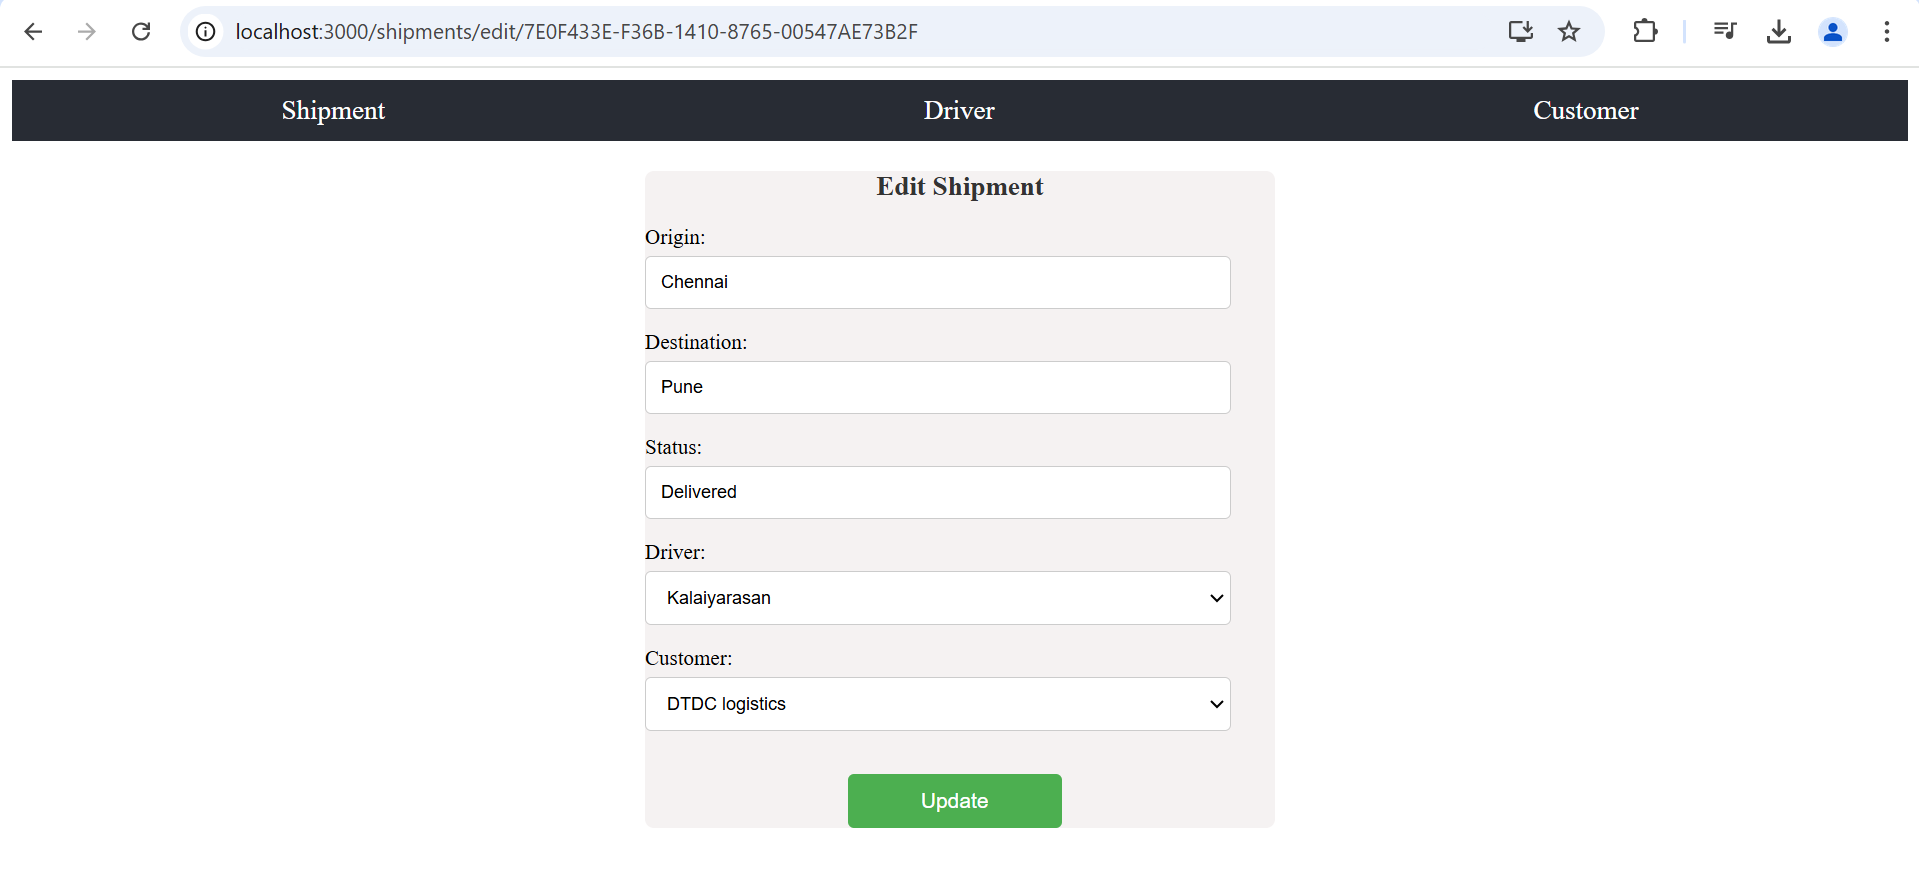 localhost:3000/shipments/edit/7E0F433E-F36B-1410-8765-00547AE73B2F
Shipment Driver Customer
Edit Shipment
Origin:
Chennai
Destination:
Pune
Status:
Delivered
Driver:
Kalaiyarasan
Customer:
DTDC logistics
Update